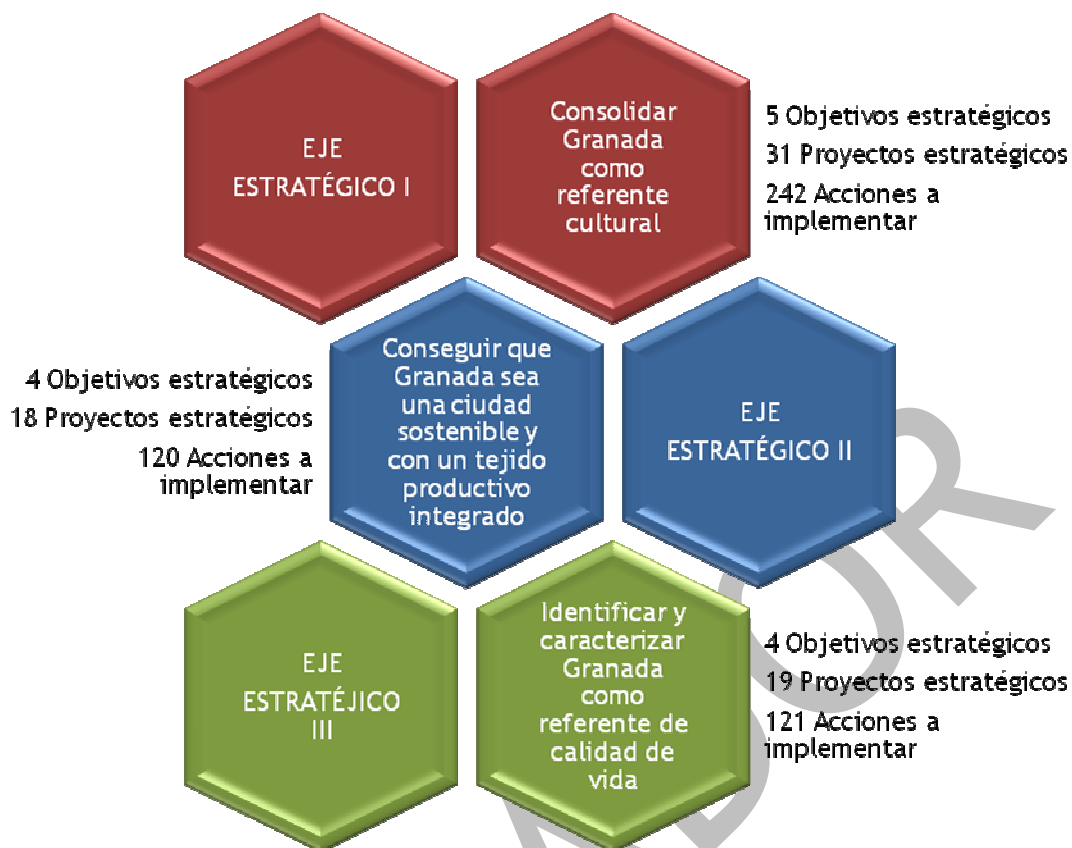 EJE
ESTRATÉGICO I
Consolidar
Granada
como
referente
cultural
5 Objetivos estratégicos
31 Proyectos estratégicos
242 Acciones a
implementar
4 Objetivos estratégicos
18 Proyectos estratégicos
120 Acciones a
implementar
Conseguir que
Granada sea
una ciudad
sostenible y
con un tejido
productivo
integrado
EJE
ESTRATÉGICO II
EJE
ESTRATÉJICO
III
Identificar y
caracterizar
Granada
como
referente de
calidad de
vida
4 Objetivos estratégicos
19 Proyectos estratégicos
121 Acciones a
implementar